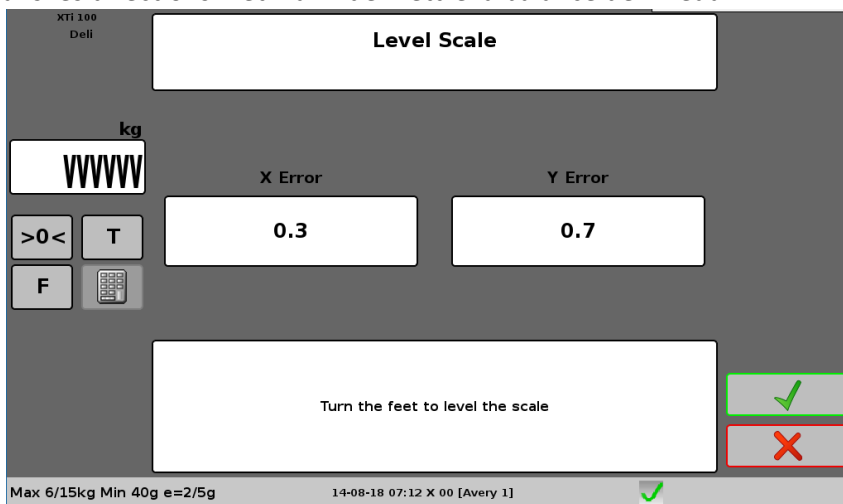 XTi 100
Deli
Level Scale
kg
VVVVV
X Error
Y Error
0.3
0.7
>0<
T
F
Turn the feet to level the scale
Max 6/15kg Min 40g e=2/5g
14-08-18 07:12 X 00 [Avery 1]